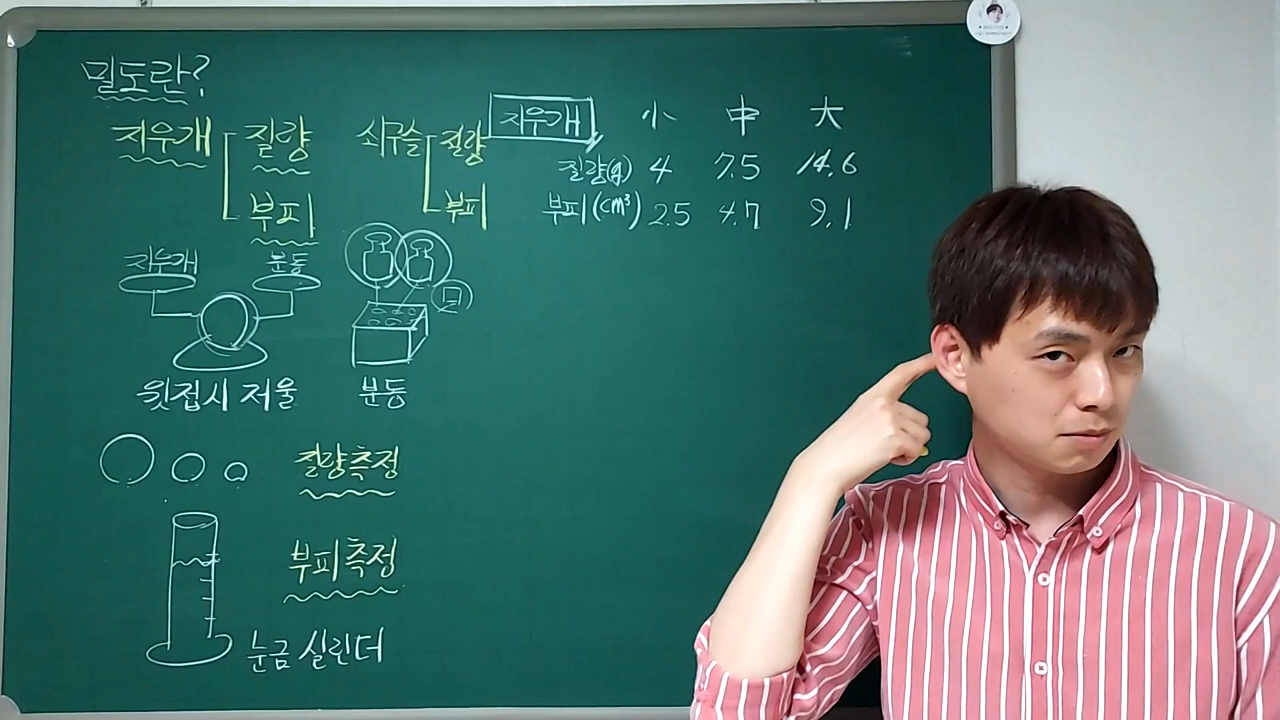 밀도란?
지우개 질량 부피
쇠구슬 질량 부피
지우개 小 中 大
질량(g) 4 7.5 14.6
부피(cm³) 2.5 4.7 9.1
지우개 분동
윗접시 저울
분동
질량측정
부피측정
눈금 실린더